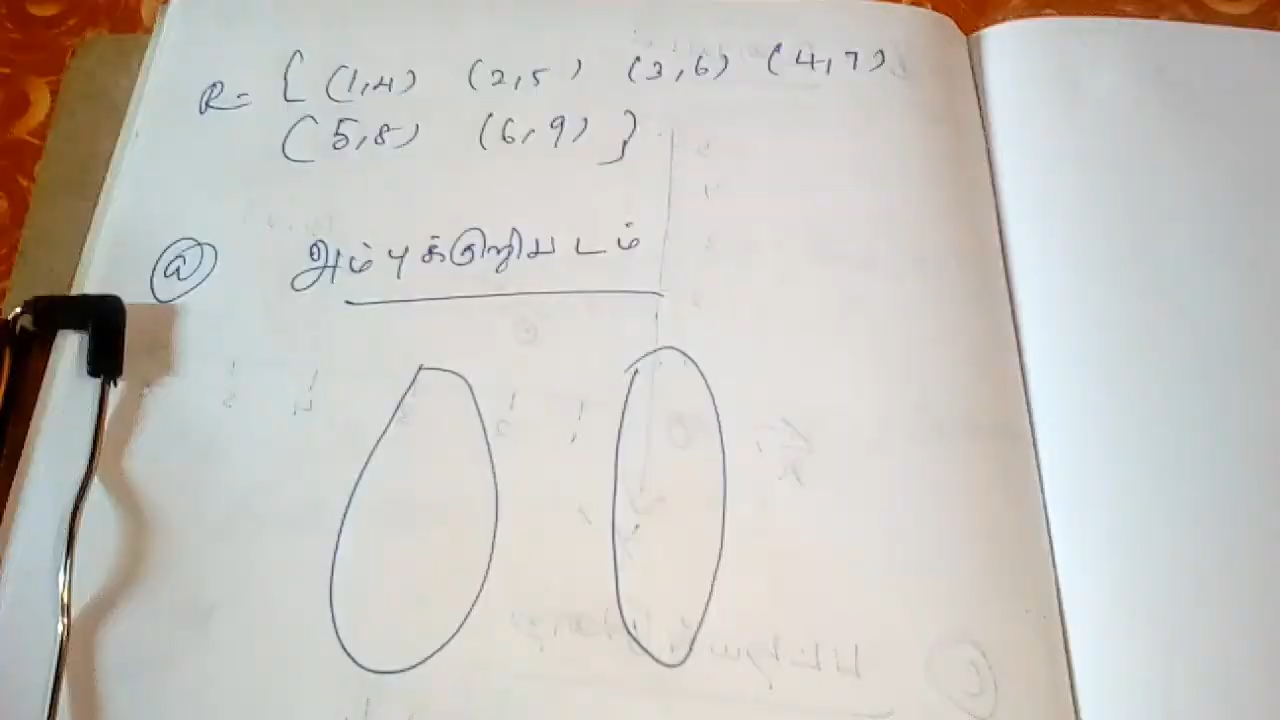 R= { (1,4) (2,5) (3,6) (4,7)
(5,8) (6,9) }
a) அம்புக்குறிபடம்